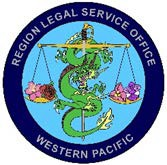 REGION LEGAL SERVICE OFFICE
WESTERN PACIFIC